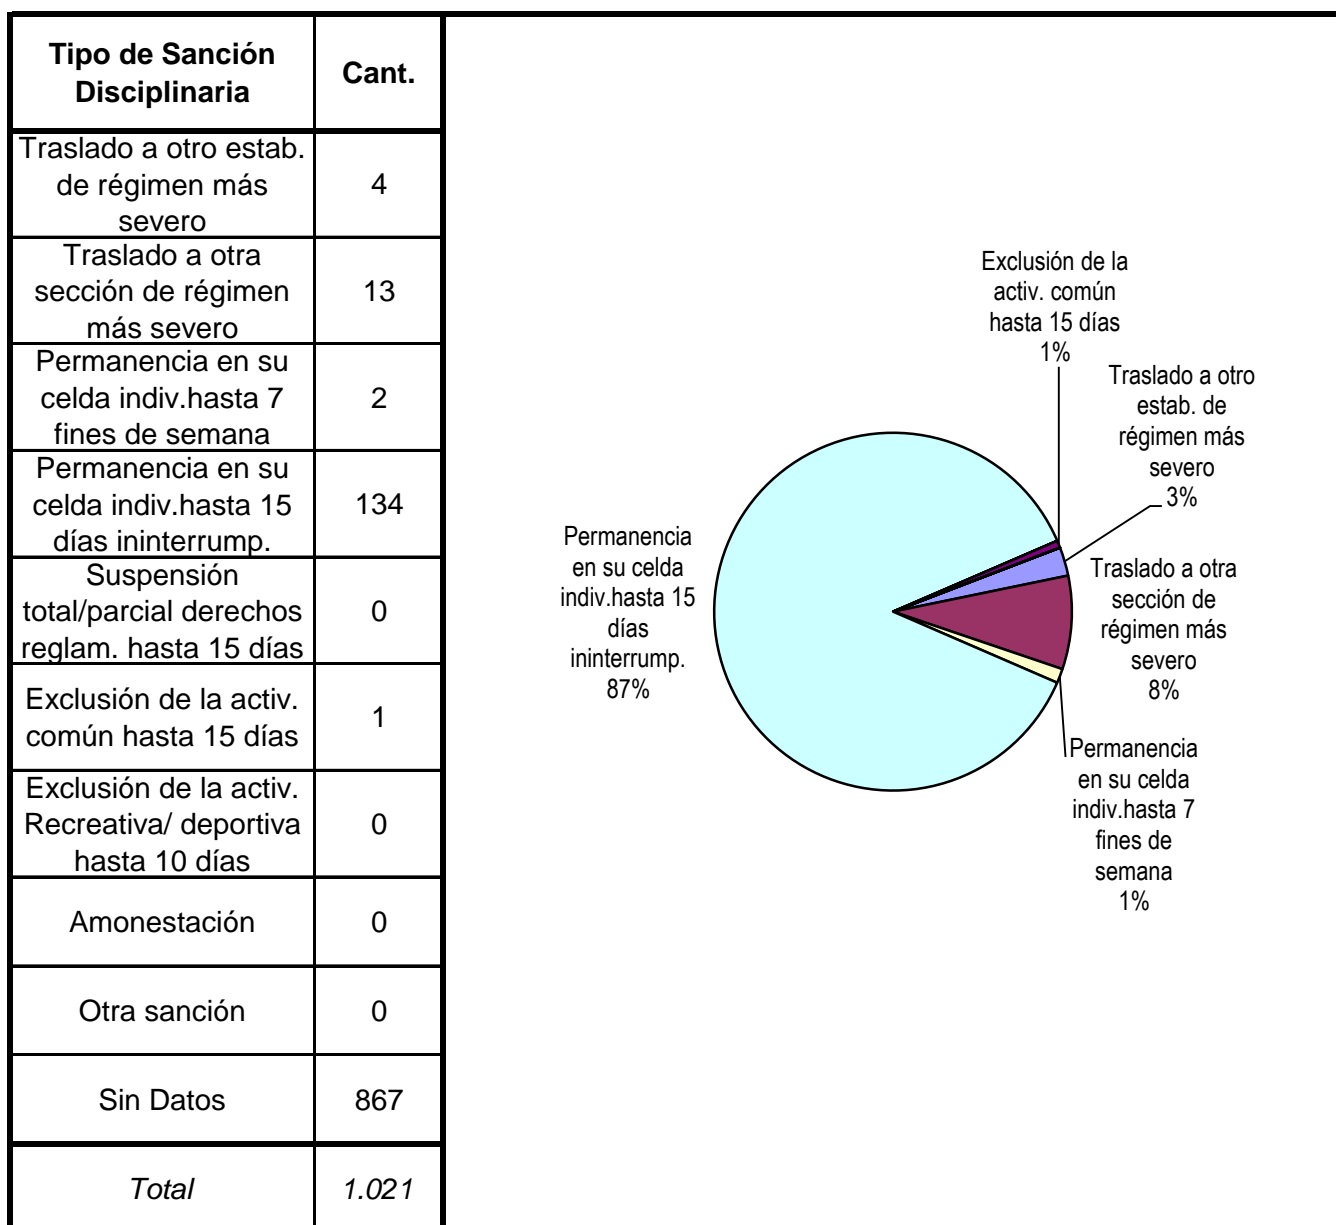 Tipo de Sanción
Disciplinaria
Cant.
Traslado a otro estab.
de régimen más
severo
4
Traslado a otra
sección de régimen
más severo
13
Permanencia en su
celda indiv.hasta 7
fines de semana
2
Permanencia en su
celda indiv.hasta 15
días ininterrump.
134
Suspensión
total/parcial derechos
reglam. hasta 15 días
0
Exclusión de la activ.
común hasta 15 días
1
Exclusión de la activ.
Recreativa/ deportiva
hasta 10 días
0
Amonestación
0
Otra sanción
0
Sin Datos
867
Total
1.021
Exclusión de la
activ. común
hasta 15 días
1%
Traslado a otro
estab. de
régimen más
severo
3%
Traslado a otra
sección de
régimen más
severo
8%
Permanencia
en su celda
indiv.hasta 7
fines de
semana
1%
Permanencia
en su celda
indiv.hasta 15
días
ininterrump.
87%